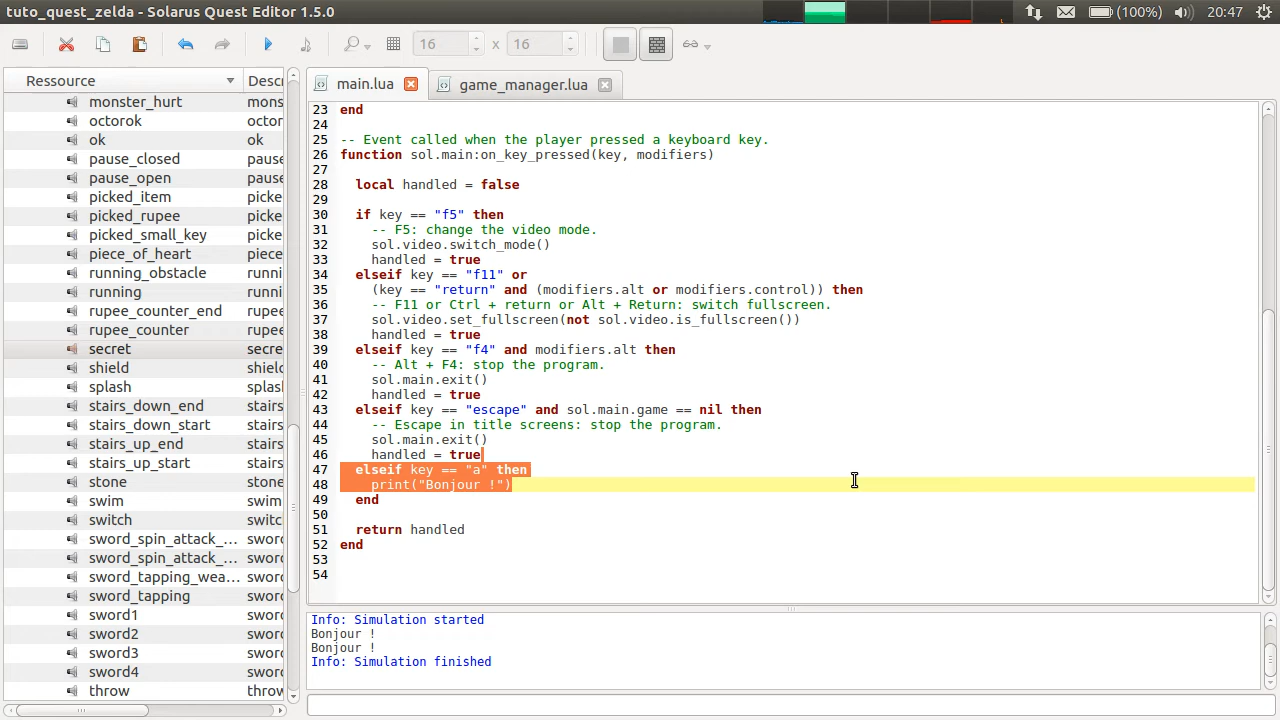 tuto_quest_zelda - Solarus Quest Editor 1.5.0
(100%)
20:47
16 x 16
Ressource
Descr
main.lua
game_manager.lua
monster_hurt mons
octorok octor
ok ok
pause_closed pause
pause_open pause
picked_item picke
picked_rupee picke
picked_small_key picke
piece_of_heart piece
running_obstacle runni
running runni
rupee_counter_end rupee
rupee_counter rupee
secret secre
shield shield
splash splash
stairs_down_end stairs
stairs_down_start stairs
stairs_up_end stairs
stairs_up_start stairs
stone stone
swim swim
switch switc
sword_spin_attack_... sword
sword_spin_attack_... sword
sword_tapping_wea... sword
sword_tapping sword
sword1 sword
sword2 sword
sword3 sword
sword4 sword
throw throw
23 end
24
25 -- Event called when the player pressed a keyboard key.
26 function sol.main:on_key_pressed(key, modifiers)
27
28 local handled = false
29
30 if key == "f5" then
31 -- F5: change the video mode.
32 sol.video.switch_mode()
33 handled = true
34 elseif key == "f11" or
35 (key == "return" and (modifiers.alt or modifiers.control)) then
36 -- F11 or Ctrl + return or Alt + Return: switch fullscreen.
37 sol.video.set_fullscreen(not sol.video.is_fullscreen())
38 handled = true
39 elseif key == "f4" and modifiers.alt then
40 -- Alt + F4: stop the program.
41 sol.main.exit()
42 handled = true
43 elseif key == "escape" and sol.main.game == nil then
44 -- Escape in title screens: stop the program.
45 sol.main.exit()
46 handled = true
47 elseif key == "a" then
48 print("Bonjour !")
49 end
50
51 return handled
52 end
53
54
Info: Simulation started
Bonjour !
Bonjour !
Info: Simulation finished